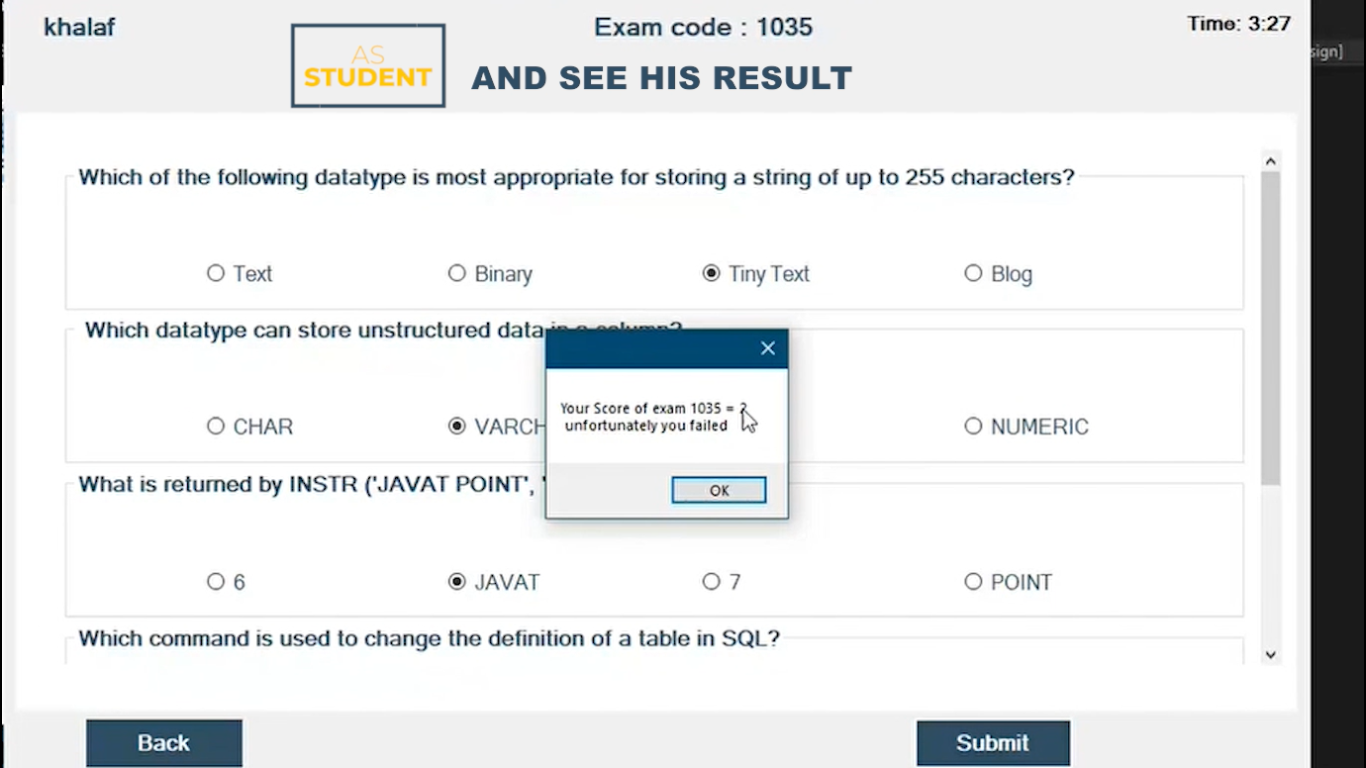 khalaf
Exam code : 1035
Time: 3:27
sign]
AS
STUDENT
AND SEE HIS RESULT
Which of the following datatype is most appropriate for storing a string of up to 255 characters?
Text
Binary
Tiny Text
Blog
Which datatype can store unstructured data in a column?
CHAR
VARCH
NUMERIC
Your Score of exam 1035 = 2
unfortunately you failed
OK
What is returned by INSTR ('JAVAT POINT', '
6
JAVAT
7
POINT
Which command is used to change the definition of a table in SQL?
Back
Submit